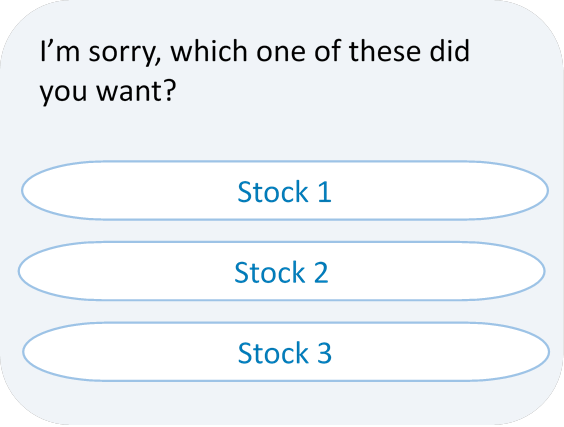 I’m sorry, which one of these did
you want?
Stock 1
Stock 2
Stock 3